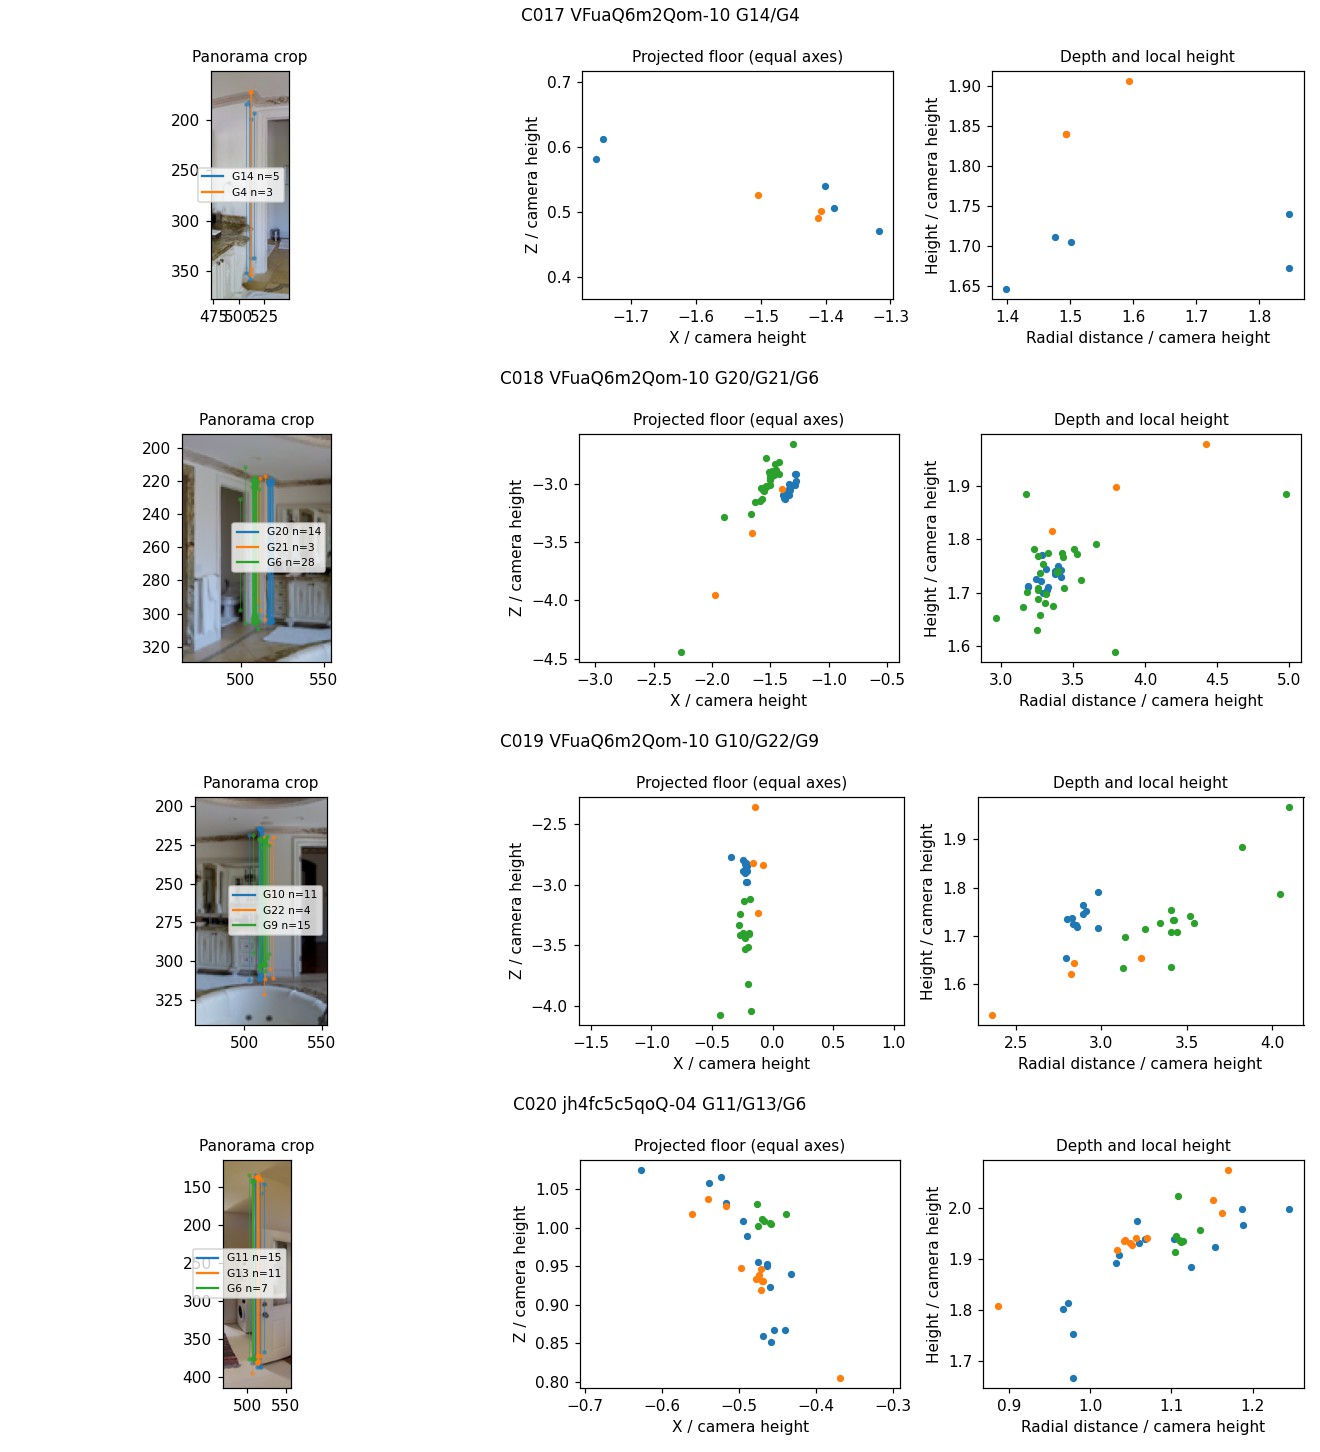 C017 VFuaQ6m2Qom-10 G14/G4
Panorama crop
Projected floor (equal axes)
Depth and local height
200
250
300
350
475
500
525
G14 n=5
G4 n=3
Z / camera height
0.7
0.6
0.5
0.4
−1.7
−1.6
−1.5
−1.4
−1.3
X / camera height
Height / camera height
1.90
1.85
1.80
1.75
1.70
1.65
1.4
1.5
1.6
1.7
1.8
Radial distance / camera height
C018 VFuaQ6m2Qom-10 G20/G21/G6
Panorama crop
Projected floor (equal axes)
Depth and local height
200
220
240
260
280
300
320
500
550
G20 n=14
G21 n=3
G6 n=28
Z / camera height
−3.0
−3.5
−4.0
−4.5
−3.0
−2.5
−2.0
−1.5
−1.0
−0.5
X / camera height
Height / camera height
1.9
1.8
1.7
1.6
3.0
3.5
4.0
4.5
5.0
Radial distance / camera height
C019 VFuaQ6m2Qom-10 G10/G22/G9
Panorama crop
Projected floor (equal axes)
Depth and local height
200
225
250
275
300
325
500
550
G10 n=11
G22 n=4
G9 n=15
Z / camera height
−2.5
−3.0
−3.5
−4.0
−1.5
−1.0
−0.5
0.0
0.5
1.0
X / camera height
Height / camera height
1.9
1.8
1.7
1.6
2.5
3.0
3.5
4.0
Radial distance / camera height
C020 jh4fc5c5qoQ-04 G11/G13/G6
Panorama crop
Projected floor (equal axes)
Depth and local height
150
200
250
300
350
400
500
550
G11 n=15
G13 n=11
G6 n=7
Z / camera height
1.05
1.00
0.95
0.90
0.85
0.80
−0.7
−0.6
−0.5
−0.4
−0.3
X / camera height
Height / camera height
2.0
1.9
1.8
1.7
0.9
1.0
1.1
1.2
Radial distance / camera height